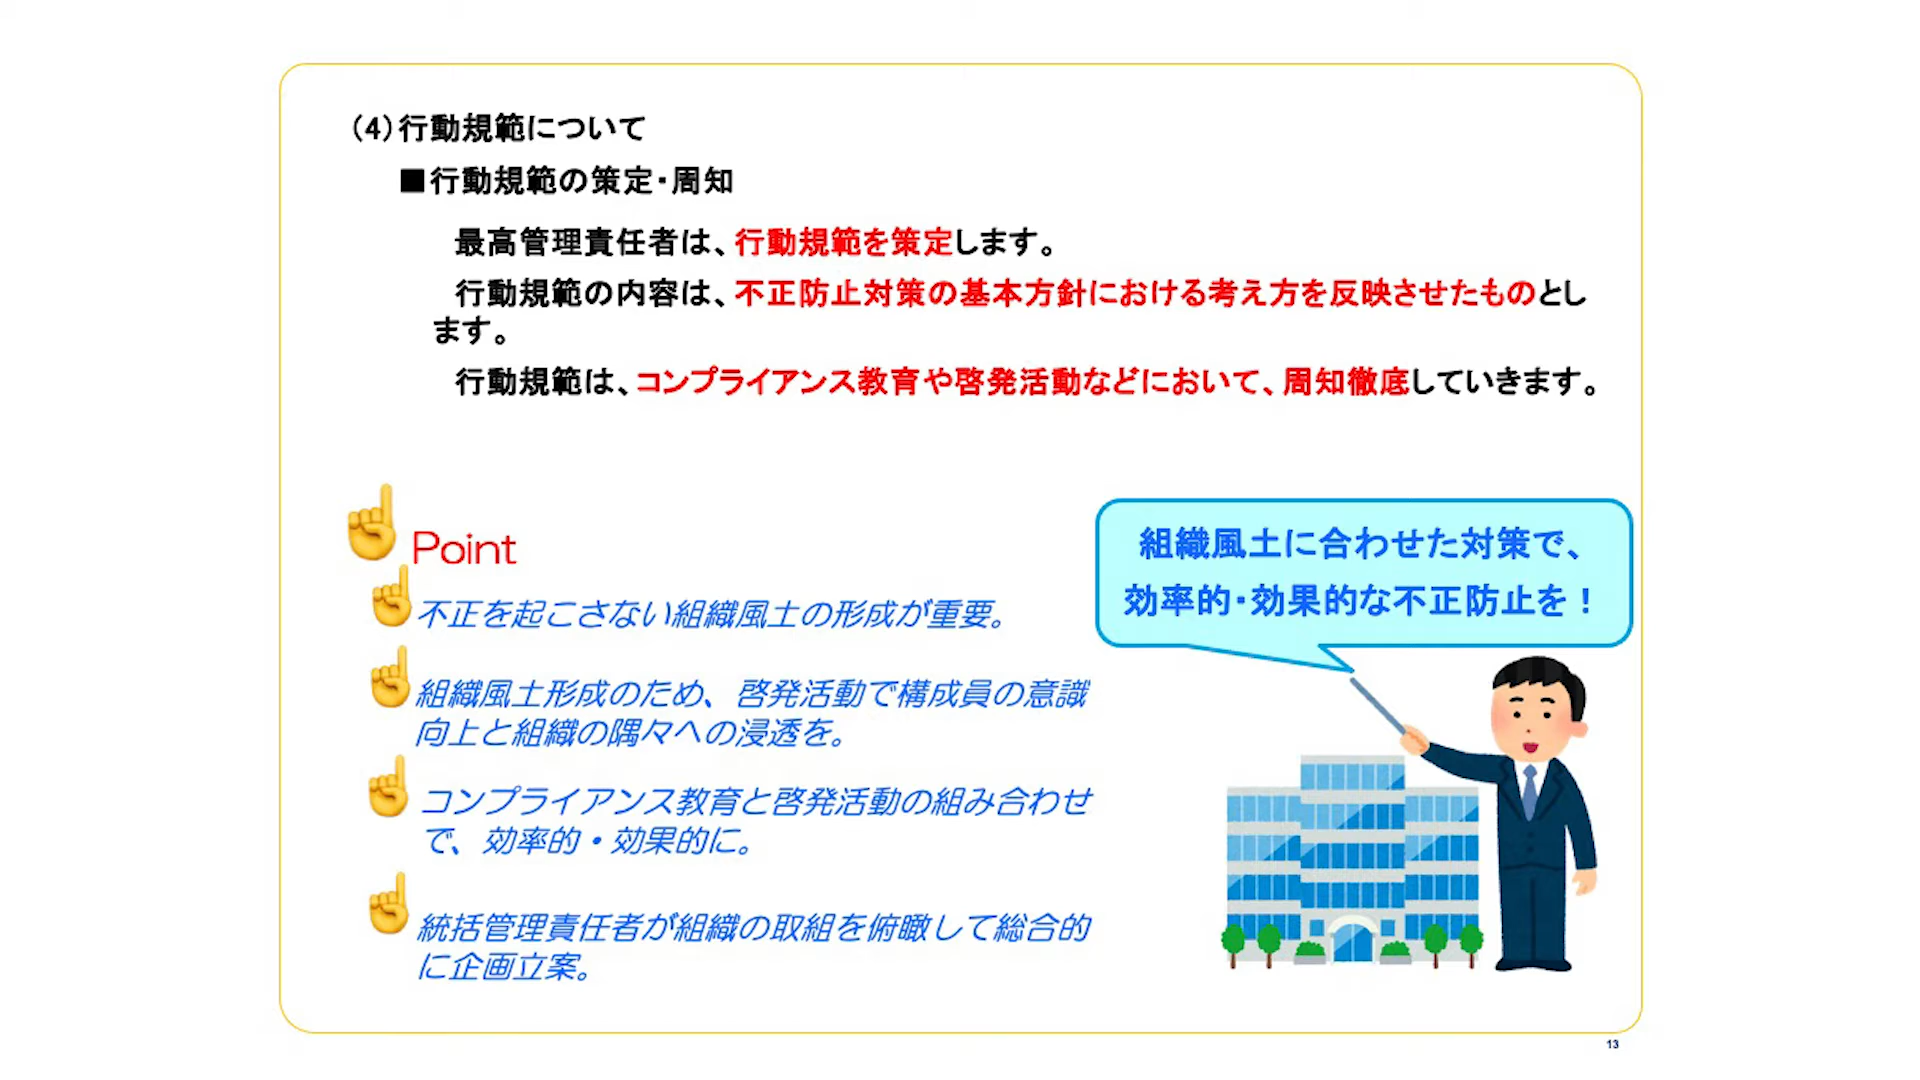 （4）行動規範について
■行動規範の策定・周知
最高管理責任者は、行動規範を策定します。
行動規範の内容は、不正防止対策の基本方針における考え方を反映させたものとし
ます。
行動規範は、コンプライアンス教育や啓発活動などにおいて、周知徹底していきます。
Point
不正を起こさない組織風土の形成が重要。
組織風土形成のため、啓発活動で構成員の意識
向上と組織の隅々への浸透を。
コンプライアンス教育と啓発活動の組み合わせ
で、効率的・効果的に。
統括管理責任者が組織の取組を俯瞰して総合的
に企画立案。
組織風土に合わせた対策で、
効率的・効果的な不正防止を！
13